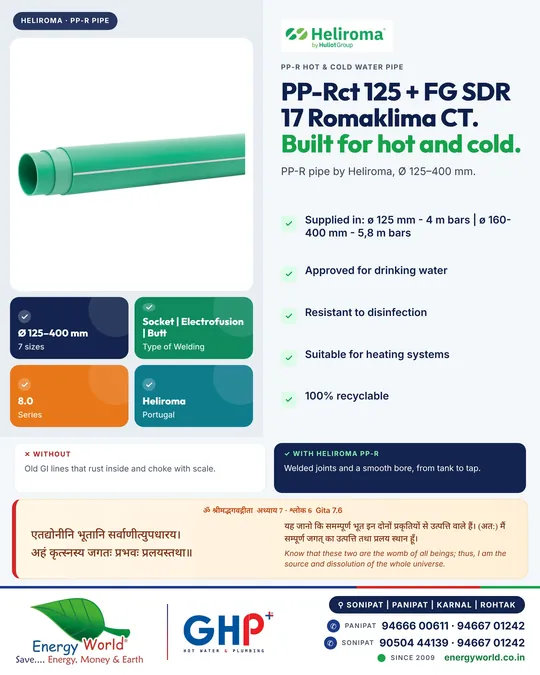 HELIROMA · PP-R PIPE
Heliroma®
by HuliotGroup
PP-R HOT & COLD WATER PIPE
PP-Rct 125 + FG SDR
17 Romaklima CT.
Built for hot and cold.
PP-R pipe by Heliroma, Ø 125–400 mm.
Supplied in: ø 125 mm - 4 m bars | ø 160-
400 mm - 5,8 m bars
Approved for drinking water
Resistant to disinfection
Suitable for heating systems
100% recyclable
Ø 125–400 mm
7 sizes
Socket | Electrofusion
| Butt
Type of Welding
8.0
Series
Heliroma
Portugal
✕ WITHOUT
Old GI lines that rust inside and choke with scale.
✓ WITH HELIROMA PP-R
Welded joints and a smooth bore, from tank to tap.
ॐ श्रीमद्भगवद्गीता अध्याय 7 · श्लोक 6 Gita 7.6
एतद्योनीनि भूतानि सर्वाणीत्युपधारय।
अहं कृत्स्नस्य जगतः प्रभवः प्रलयस्तथा॥
यह जानो कि समम्पूर्ण भूत इन दोनों प्रकृतियों से उत्पत्ति वाले हैं। (अत:) मैं
सम्पूर्ण जगत् का उत्पत्ति तथा प्रलय स्थान हूँ।
Know that these two are the womb of all beings; thus, I am the
source and dissolution of the whole universe.
Energy World®
Save.... Energy, Money & Earth
GHP+
HOT WATER & PLUMBING
SONIPAT | PANIPAT | KARNAL | ROHTAK
PANIPAT 94666 00611 · 94667 01242
SONIPAT 90504 44139 · 94667 01242
SINCE 2009 energyworld.co.in